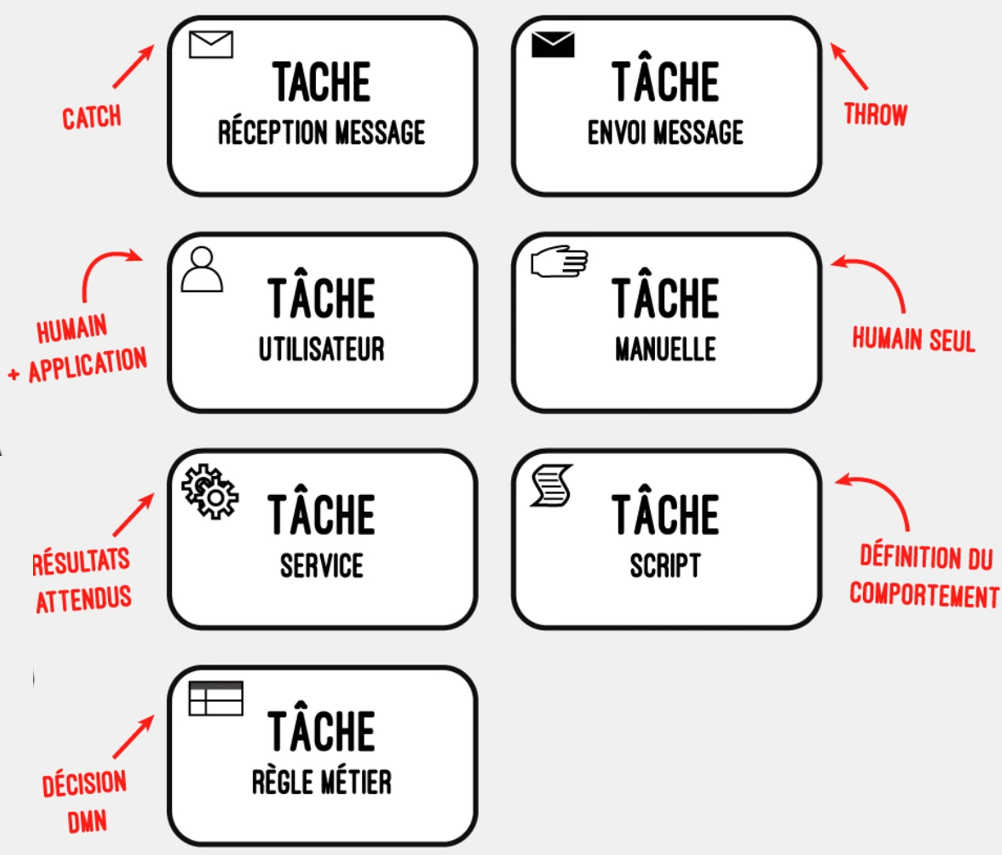 CATCH
TACHE
RÉCEPTION MESSAGE
TÂCHE
ENVOI MESSAGE
THROW
HUMAIN
+ APPLICATION
TÂCHE
UTILISATEUR
TÂCHE
MANUELLE
HUMAIN SEUL
RÉSULTATS
ATTENDUS
TÂCHE
SERVICE
TÂCHE
SCRIPT
DÉFINITION DU
COMPORTEMENT
DÉCISION
DMN
TÂCHE
RÈGLE MÉTIER